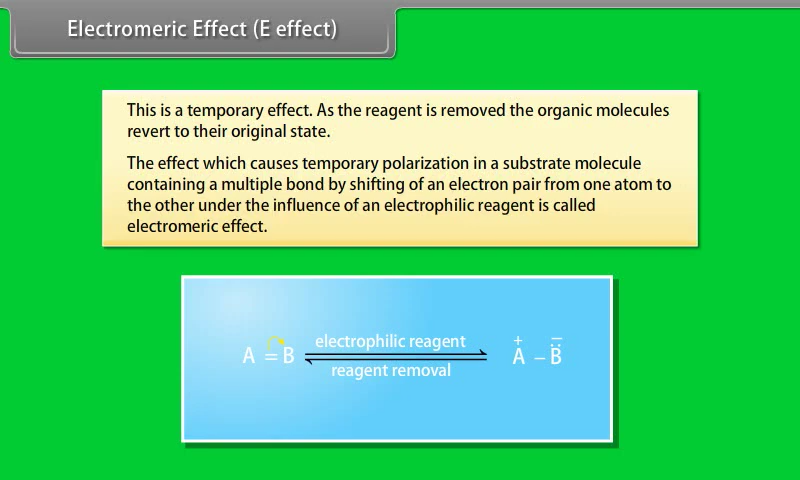 Electromeric Effect (E effect)
This is a temporary effect. As the reagent is removed the organic molecules
revert to their original state.
The effect which causes temporary polarization in a substrate molecule
containing a multiple bond by shifting of an electron pair from one atom to
the other under the influence of an electrophilic reagent is called
electromeric effect.
electrophilic reagent
A = B ⇌ A⁺ – B̈⁻
reagent removal